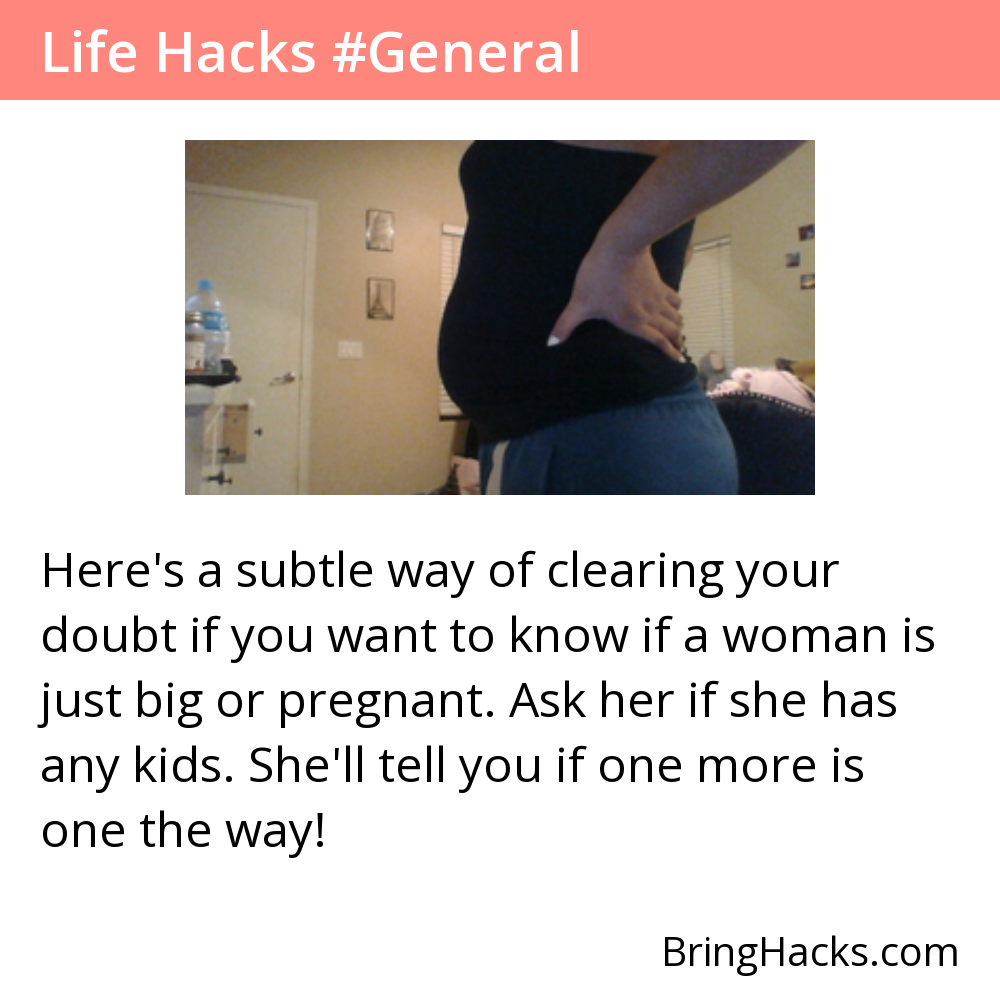 Life Hacks #General
Here's a subtle way of clearing your
doubt if you want to know if a woman is
just big or pregnant. Ask her if she has
any kids. She'll tell you if one more is
one the way!
BringHacks.com